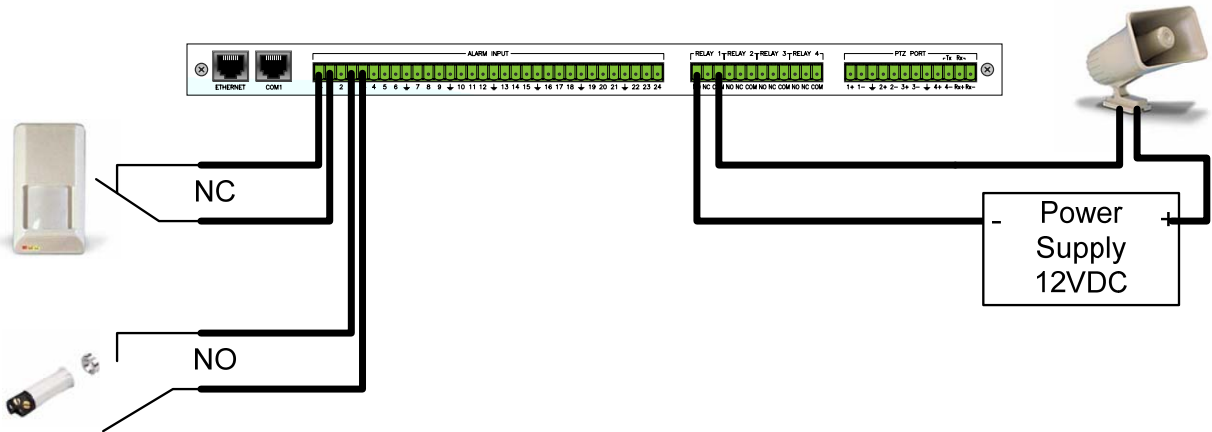 ALARM INPUT
RELAY 1 RELAY 2 RELAY 3 RELAY 4
PTZ PORT
+Tx Rx-
ETHERNET
COM1
2 4 5 6 7 8 9 10 11 12 13 14 15 16 17 18 19 20 21 22 23 24
NC NO NC COM NO NC COM NO NC COM
1+ 1- 2+ 2- 3+ 3- 4+ 4- Rx+ Rx-
NC
NO
- Power +
Supply
12VDC